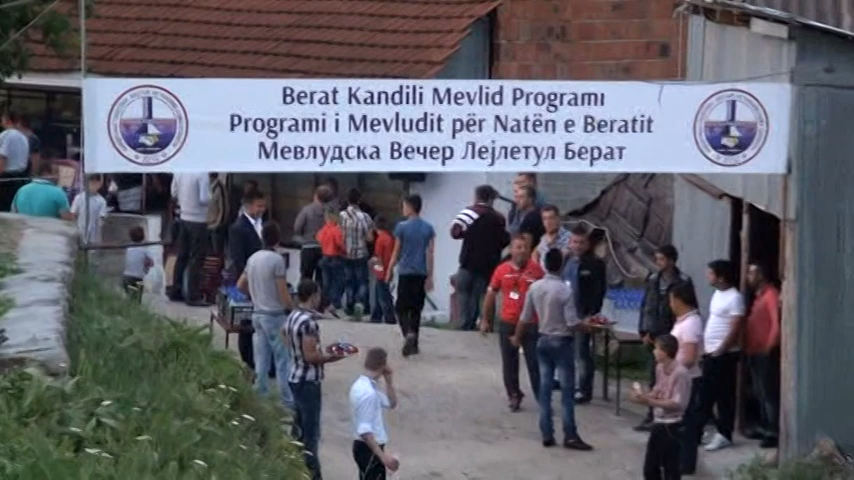 Berat Kandili Mevlid Programı
Programi i Mevludit për Natën e Beratit
Мевлудска Вечер Лејлетул Берат